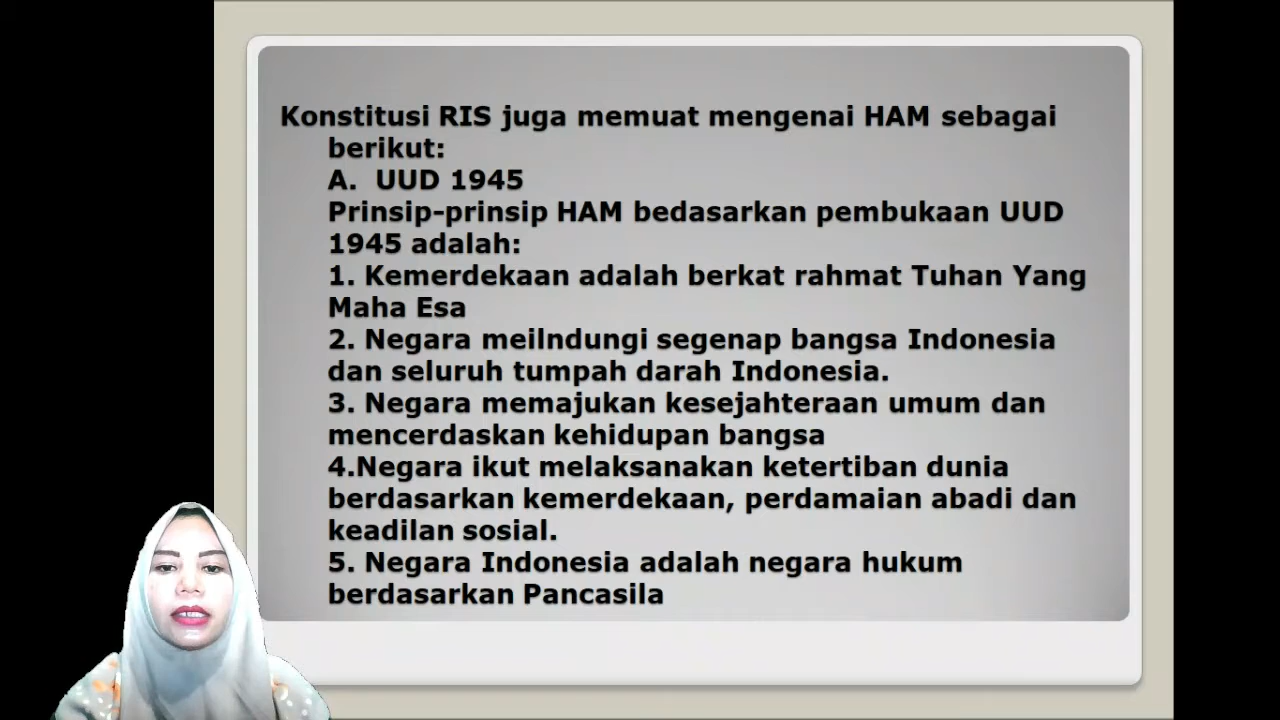 Konstitusi RIS juga memuat mengenai HAM sebagai
berikut:
A. UUD 1945
Prinsip-prinsip HAM bedasarkan pembukaan UUD
1945 adalah:
1. Kemerdekaan adalah berkat rahmat Tuhan Yang
Maha Esa
2. Negara meilndungi segenap bangsa Indonesia
dan seluruh tumpah darah Indonesia.
3. Negara memajukan kesejahteraan umum dan
mencerdaskan kehidupan bangsa
4.Negara ikut melaksanakan ketertiban dunia
berdasarkan kemerdekaan, perdamaian abadi dan
keadilan sosial.
5. Negara Indonesia adalah negara hukum
berdasarkan Pancasila